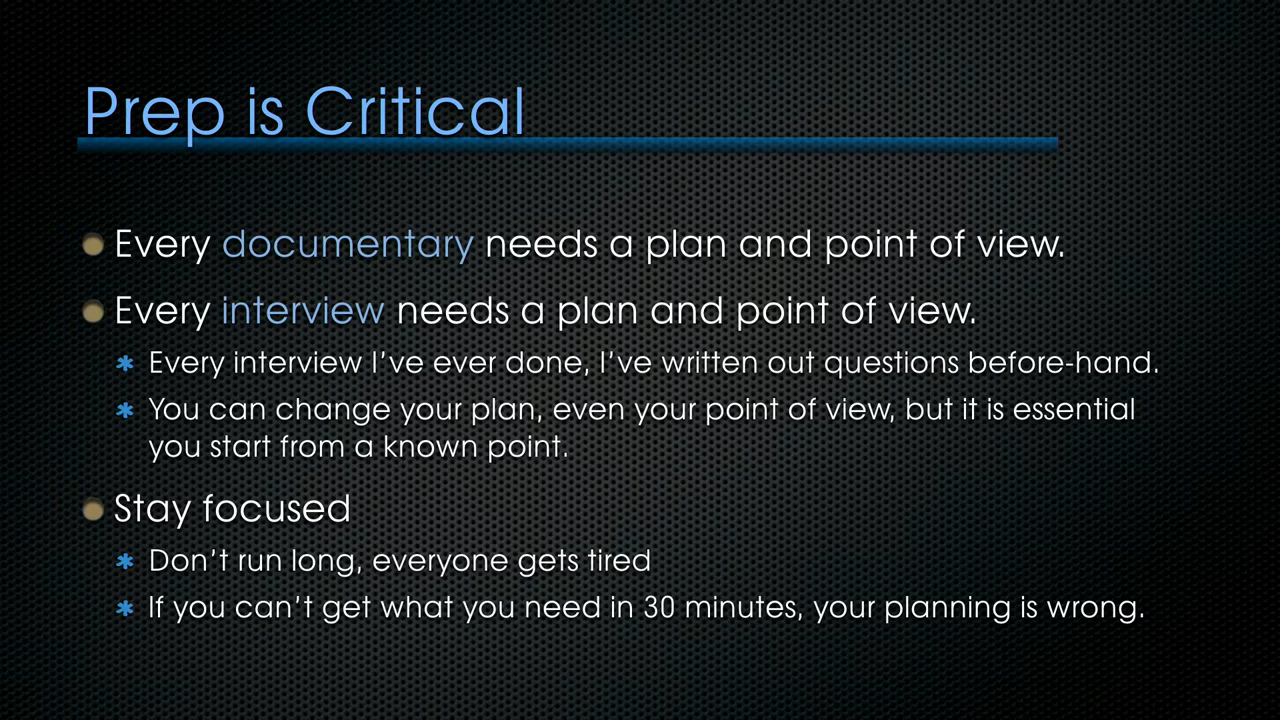 Prep is Critical
Every documentary needs a plan and point of view.
Every interview needs a plan and point of view.
Every interview I’ve ever done, I’ve written out questions before-hand.
You can change your plan, even your point of view, but it is essential
you start from a known point.
Stay focused
Don’t run long, everyone gets tired
If you can’t get what you need in 30 minutes, your planning is wrong.